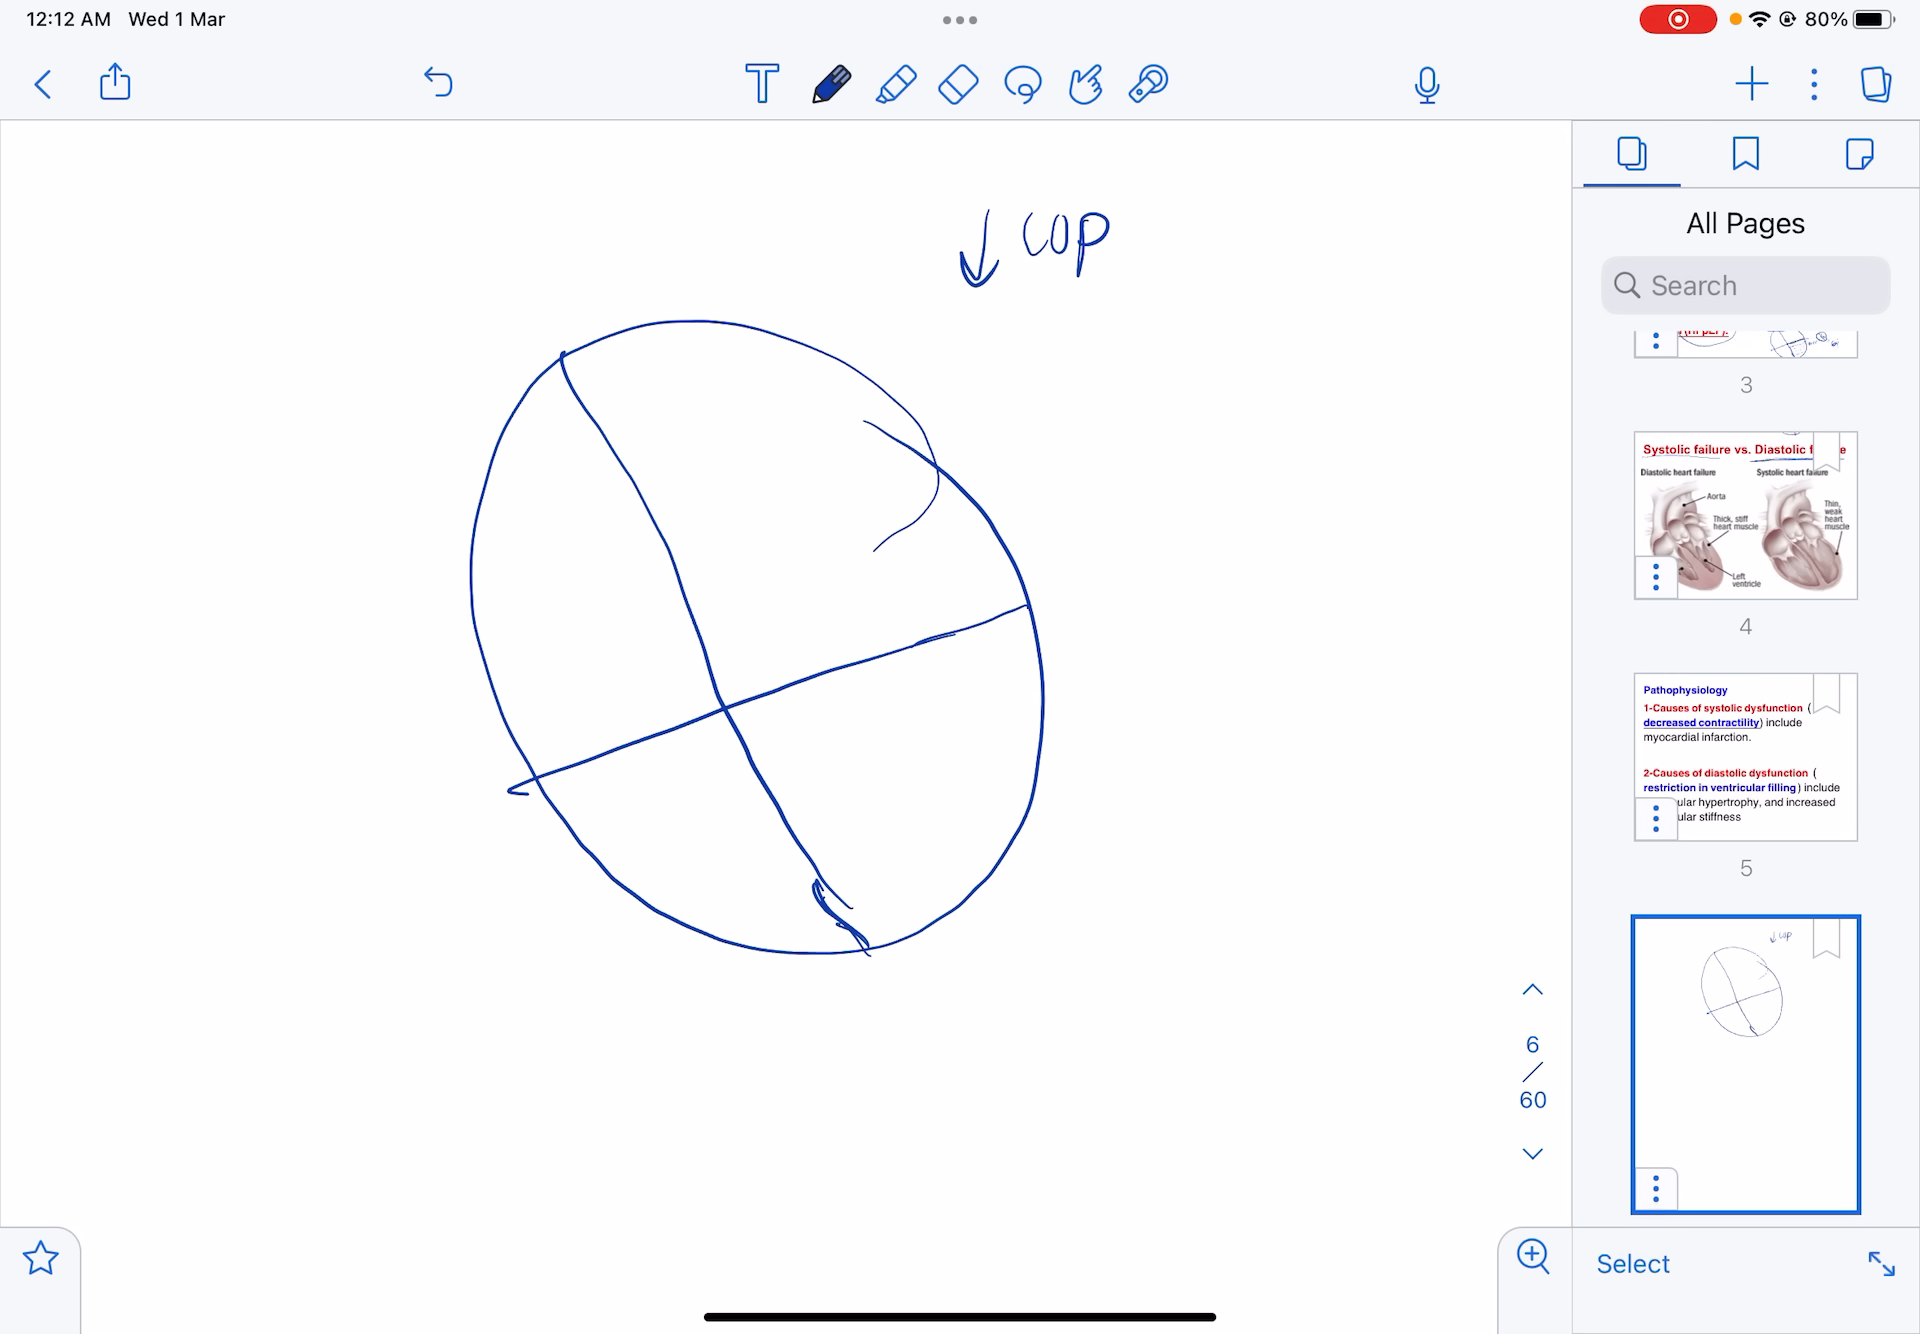 12:12 AM Wed 1 Mar
80%
↓ COP
All Pages
Search
3
Systolic failure vs. Diastolic f e
Diastolic heart failure
Systolic heart failure
Aorta
Thick, stiff
heart muscle
Thin,
weak
heart
muscle
Left
ventricle
4
Pathophysiology
1-Causes of systolic dysfunction (
decreased contractility) include
myocardial infarction.
2-Causes of diastolic dysfunction (
restriction in ventricular filling) include
ular hypertrophy, and increased
ular stiffness
5
↓ COP
6
/
60
Select